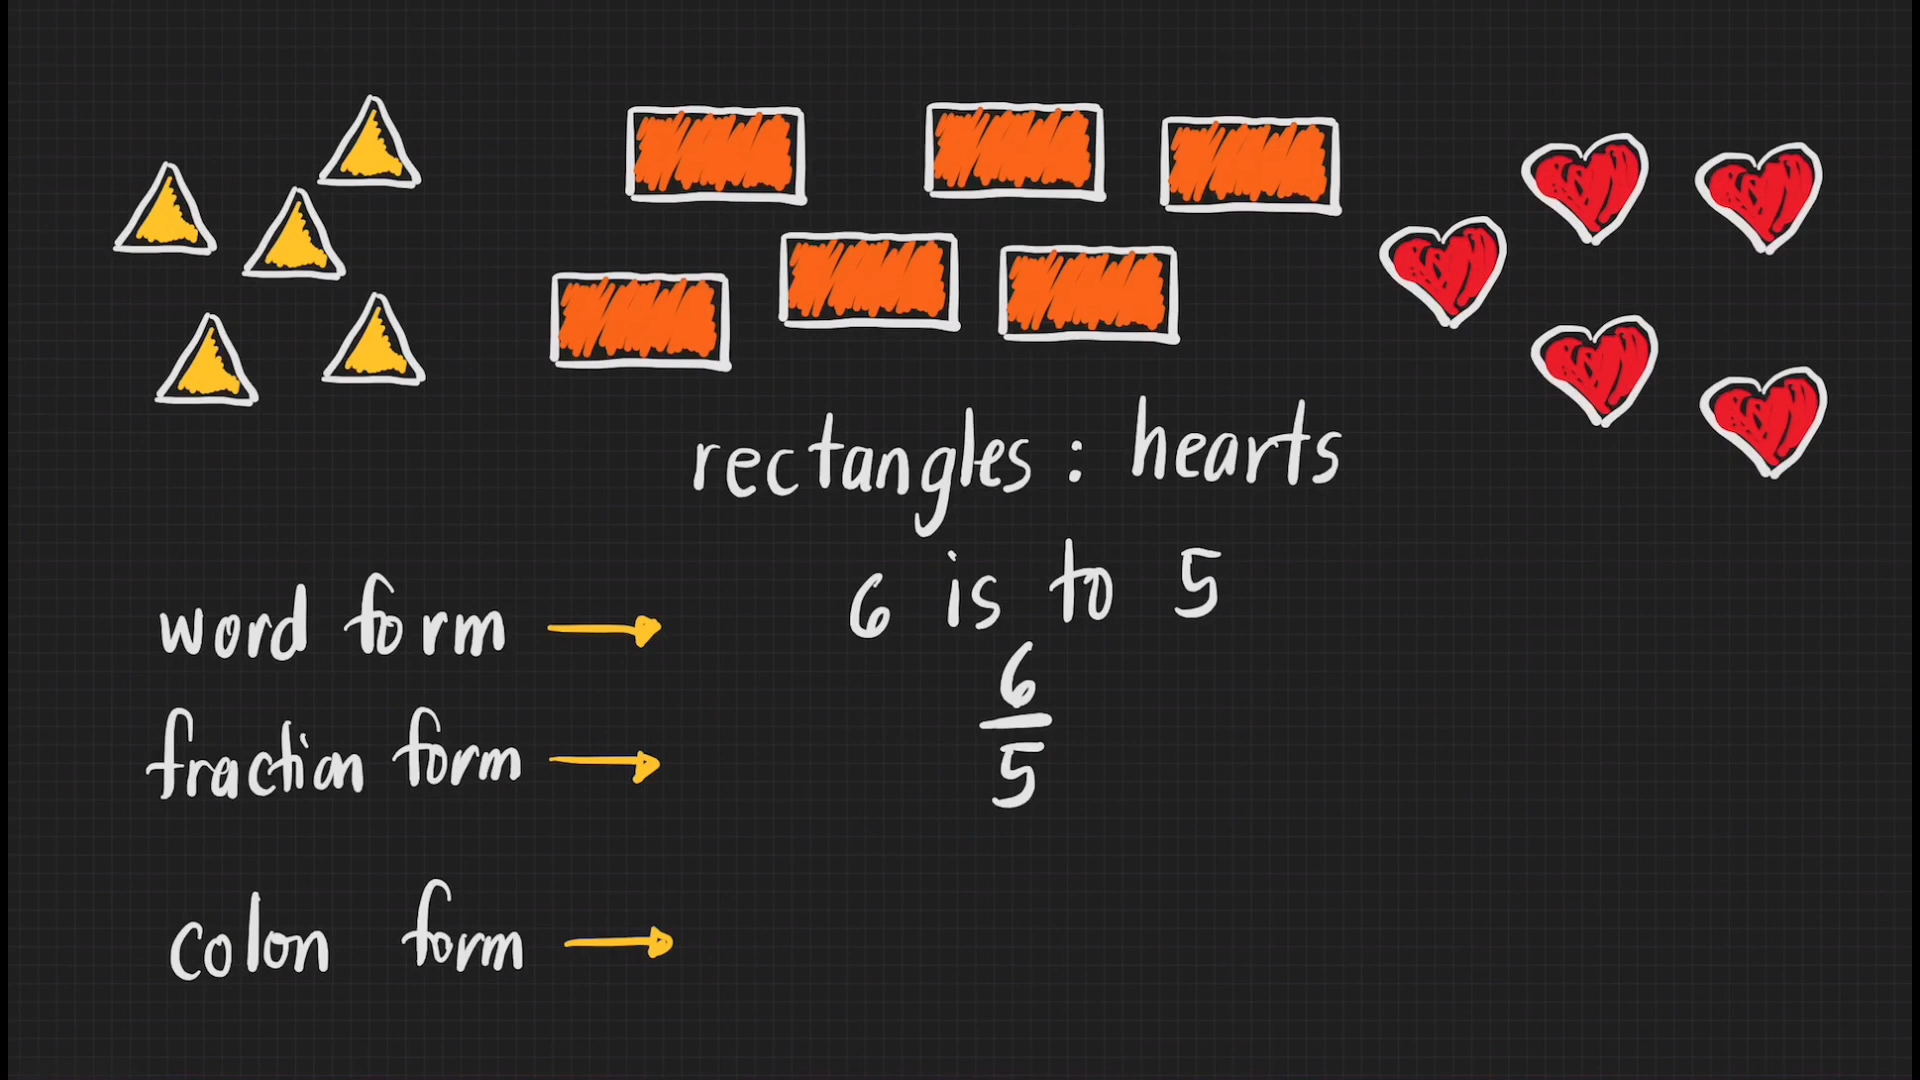 rectangles : hearts
word form → 6 is to 5
fraction form → 6/5
colon form →